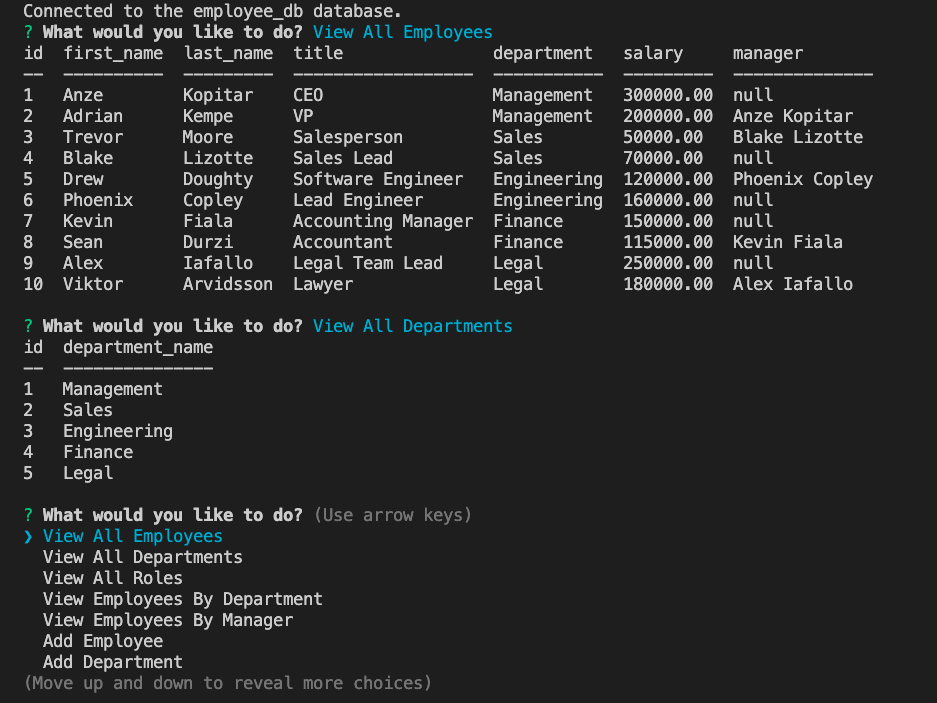 Connected to the employee_db database.
? What would you like to do? View All Employees
id  first_name  last_name  title               department   salary     manager
--  ----------  ---------  ------------------  -----------  ---------  --------------
1   Anze        Kopitar    CEO                 Management   300000.00  null
2   Adrian      Kempe      VP                  Management   200000.00  Anze Kopitar
3   Trevor      Moore      Salesperson         Sales        50000.00   Blake Lizotte
4   Blake       Lizotte    Sales Lead          Sales        70000.00   null
5   Drew        Doughty    Software Engineer   Engineering  120000.00  Phoenix Copley
6   Phoenix     Copley     Lead Engineer       Engineering  160000.00  null
7   Kevin       Fiala      Accounting Manager  Finance      150000.00  null
8   Sean        Durzi      Accountant          Finance      115000.00  Kevin Fiala
9   Alex        Iafallo    Legal Team Lead     Legal        250000.00  null
10  Viktor      Arvidsson  Lawyer              Legal        180000.00  Alex Iafallo

? What would you like to do? View All Departments
id  department_name
--  ---------------
1   Management
2   Sales
3   Engineering
4   Finance
5   Legal

? What would you like to do? (Use arrow keys)
❯ View All Employees
  View All Departments
  View All Roles
  View Employees By Department
  View Employees By Manager
  Add Employee
  Add Department
(Move up and down to reveal more choices)